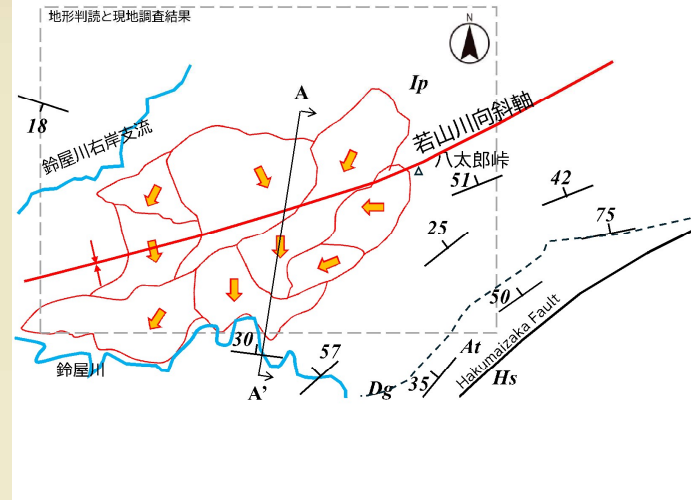 地形判読と現地調査結果
N
A
Ip
18
若山川向斜軸
鈴屋川右岸支流
八太郎峠
51
42
75
25
50
30
57
At
Hakumaizaka Fault
鈴屋川
A’
Dg
35
Hs